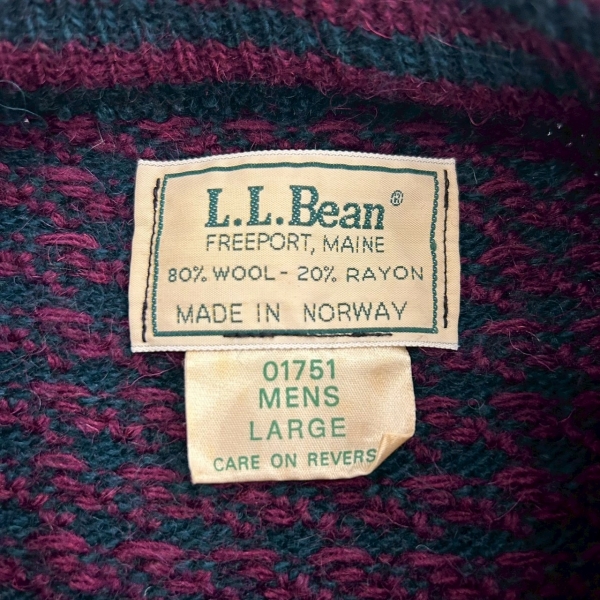 L.L.Bean®
FREEPORT, MAINE
80% WOOL - 20% RAYON
MADE IN NORWAY
01751
MENS
LARGE
CARE ON REVERS